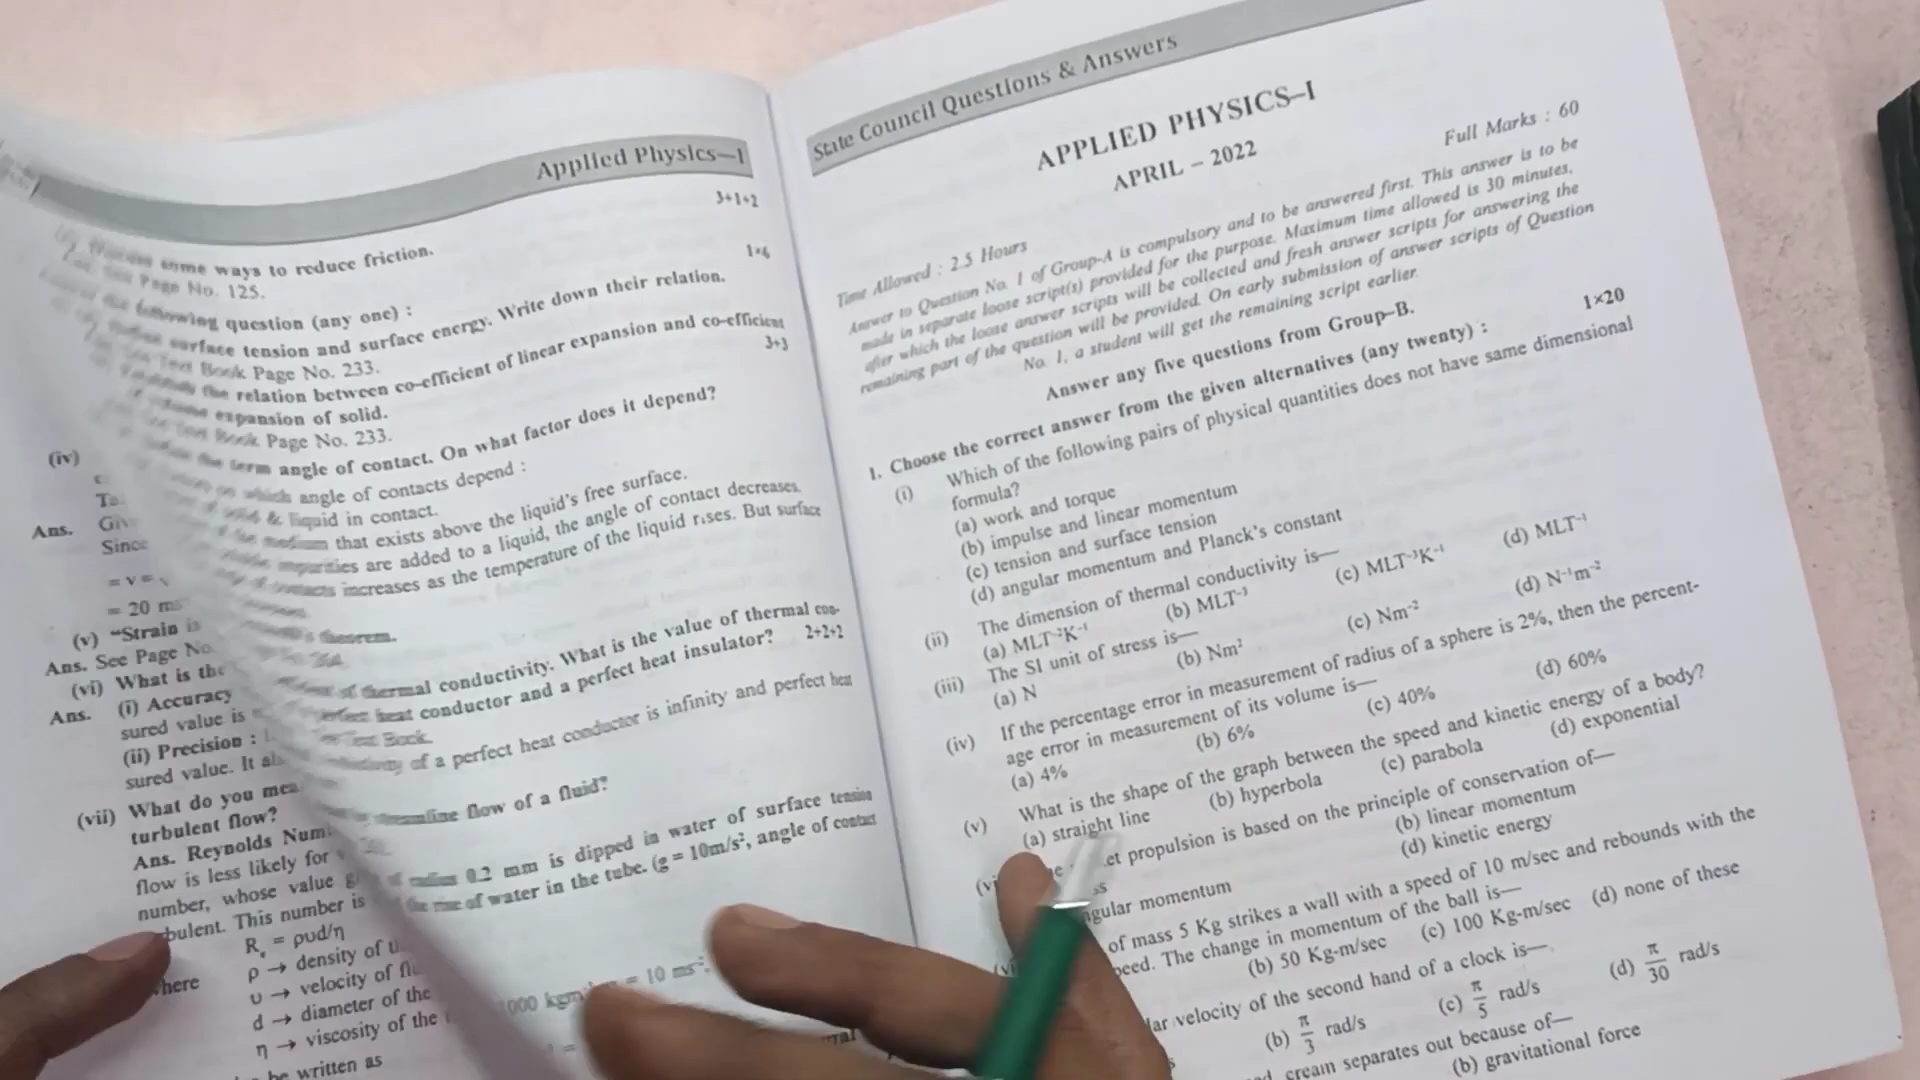 Applied Physics—I
3+1+2
some ways to reduce friction.
Page No. 125.
1×6
following question (any one) :
surface tension and surface energy. Write down their relation.
Book Page No. 233.
the relation between co-efficient of linear expansion and co-efficient
expansion of solid.
3+3
Book Page No. 233.
the term angle of contact. On what factor does it depend?
on which angle of contacts depend :
& liquid in contact.
medium that exists above the liquid's free surface.
impurities are added to a liquid, the angle of contact decreases.
contacts increases as the temperature of the liquid rises. But surface
theorem.
of thermal conductivity. What is the value of thermal con-
perfect heat conductor and a perfect heat insulator? 2+2+2
Text Book.
of a perfect heat conductor is infinity and perfect heat
streamline flow of a fluid?
radius 0.2 mm is dipped in water of surface tension
the rise of water in the tube. (g = 10m/s², angle of contact
= 10 ms⁻²,
(iv)
Ans.
Since
= v =
= 20 ms
(v) "Strain is
Ans. See Page No
(vi) What is the
Ans. (i) Accuracy
sured value is
(ii) Precision :
sured value. It al
(vii) What do you mea
turbulent flow?
Ans. Reynolds Num
flow is less likely for
number, whose value
bulent. This number is
= ρυd/η
here
ρ → density of
υ → velocity of
d → diameter of the
η → viscosity of the
be written as
State Council Questions & Answers
APPLIED PHYSICS–I
APRIL – 2022
Full Marks : 60
Time Allowed : 2.5 Hours
Answer to Question No. 1 of Group-A is compulsory and to be answered first. This answer is to be
made in separate loose script(s) provided for the purpose. Maximum time allowed is 30 minutes,
after which the loose answer scripts will be collected and fresh answer scripts for answering the
remaining part of the question will be provided. On early submission of answer scripts of Question
No. 1, a student will get the remaining script earlier.
Answer any five questions from Group–B.
1. Choose the correct answer from the given alternatives (any twenty) : 1×20
(i) Which of the following pairs of physical quantities does not have same dimensional
formula?
(a) work and torque
(b) impulse and linear momentum
(c) tension and surface tension
(d) angular momentum and Planck's constant
(ii) The dimension of thermal conductivity is—
(a) MLT⁻²K⁻¹ (b) MLT⁻³ (c) MLT⁻³K⁻¹ (d) MLT⁻¹
(iii) The SI unit of stress is—
(a) N (b) Nm² (c) Nm⁻² (d) N⁻¹m⁻²
(iv) If the percentage error in measurement of radius of a sphere is 2%, then the percent-
age error in measurement of its volume is—
(a) 4% (b) 6% (c) 40% (d) 60%
(v) What is the shape of the graph between the speed and kinetic energy of a body?
(a) straight line (b) hyperbola (c) parabola (d) exponential
propulsion is based on the principle of conservation of—
(b) linear momentum
angular momentum (d) kinetic energy
of mass 5 Kg strikes a wall with a speed of 10 m/sec and rebounds with the
The change in momentum of the ball is—
(b) 50 Kg-m/sec (c) 100 Kg-m/sec (d) none of these
velocity of the second hand of a clock is—
(b) π/3 rad/s (c) π/5 rad/s (d) π/30 rad/s
cream separates out because of—
(b) gravitational force